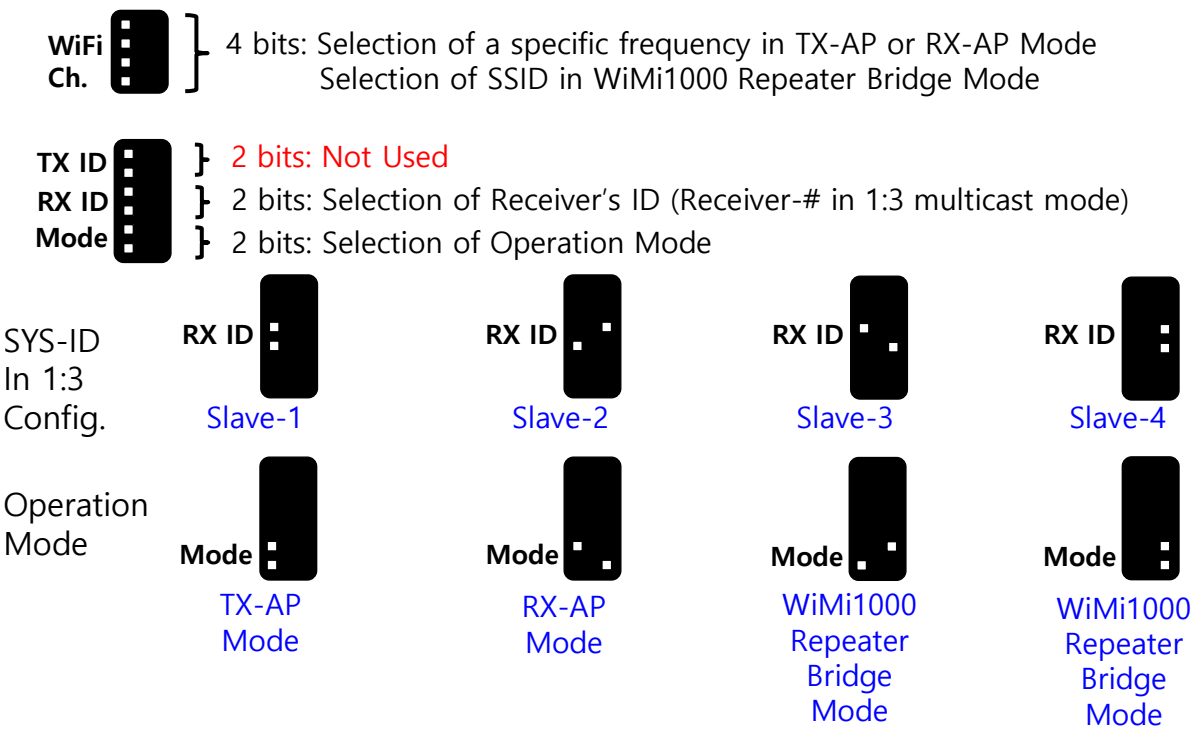 WiFi
Ch.
4 bits: Selection of a specific frequency in TX-AP or RX-AP Mode
Selection of SSID in WiMi1000 Repeater Bridge Mode
TX ID
2 bits: Not Used
RX ID
2 bits: Selection of Receiver's ID (Receiver-# in 1:3 multicast mode)
Mode
2 bits: Selection of Operation Mode
SYS-ID
In 1:3
Config.
RX ID
Slave-1
RX ID
Slave-2
RX ID
Slave-3
RX ID
Slave-4
Operation
Mode
Mode
TX-AP
Mode
Mode
RX-AP
Mode
Mode
WiMi1000
Repeater
Bridge
Mode
Mode
WiMi1000
Repeater
Bridge
Mode